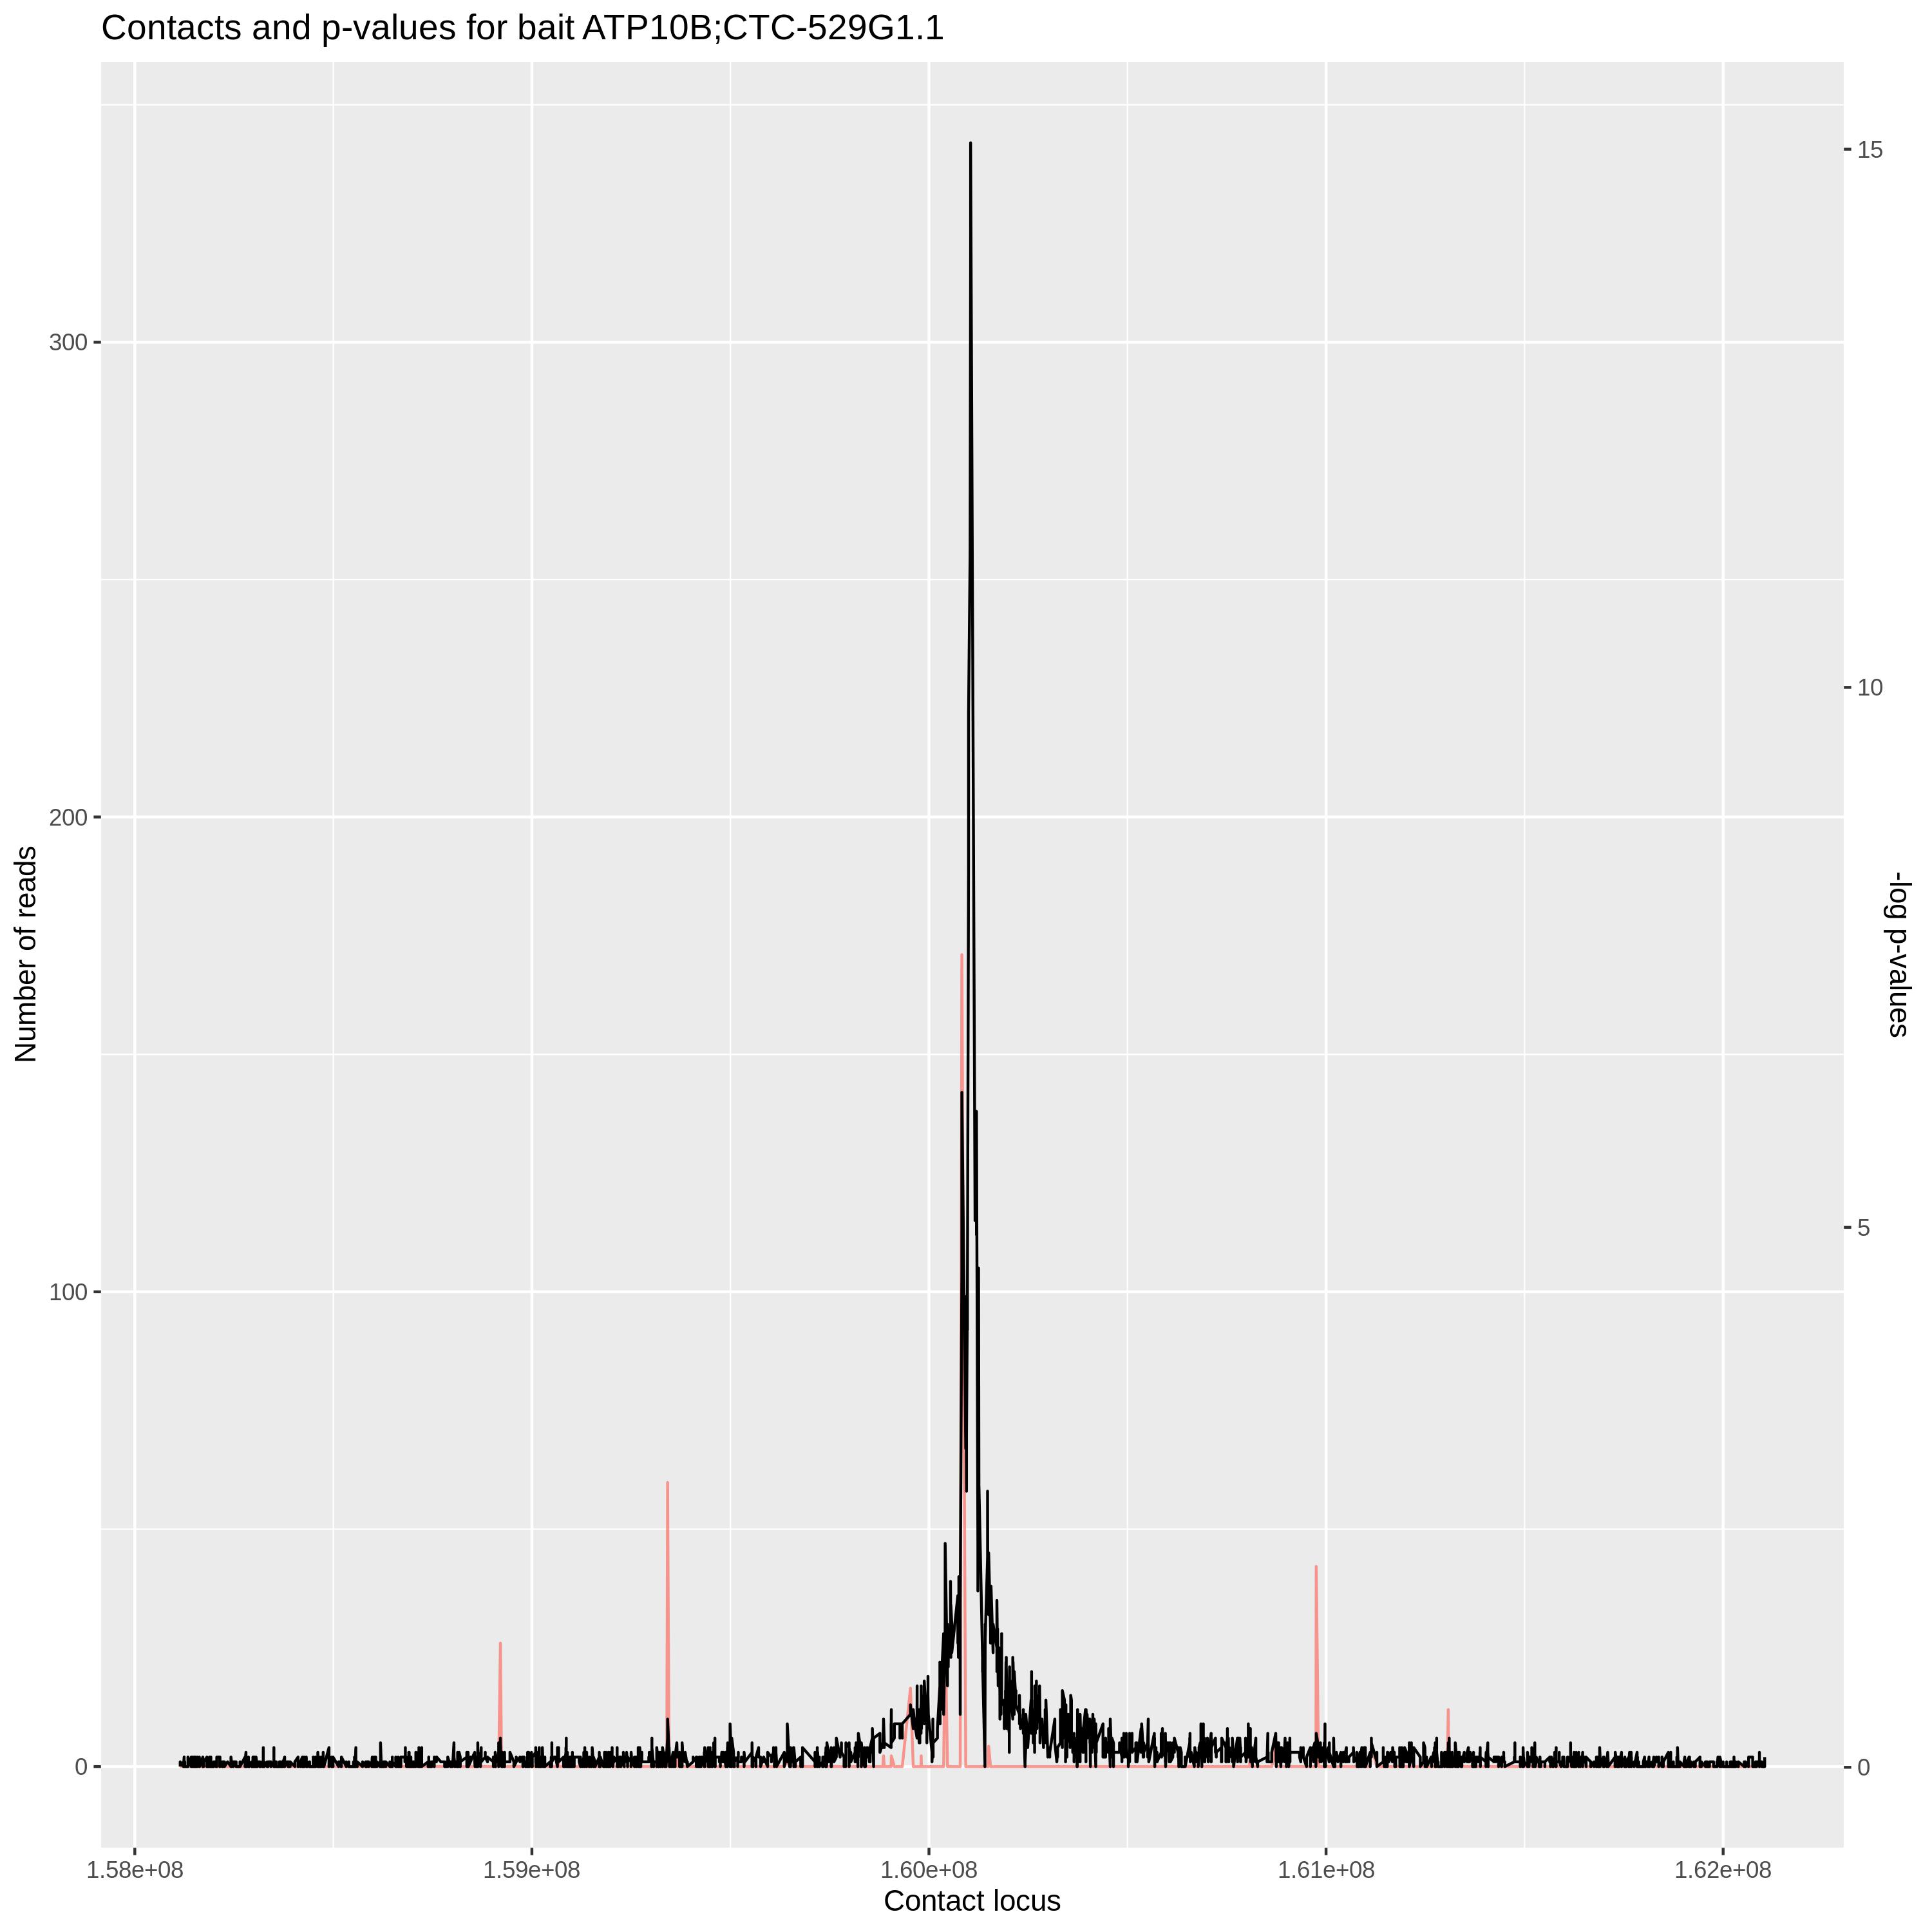 Contacts and p-values for bait ATP10B;CTC-529G1.1
300
200
100
0
Number of reads
15
10
5
0
-log p-values
1.58e+08 1.59e+08 1.60e+08 1.61e+08 1.62e+08
Contact locus